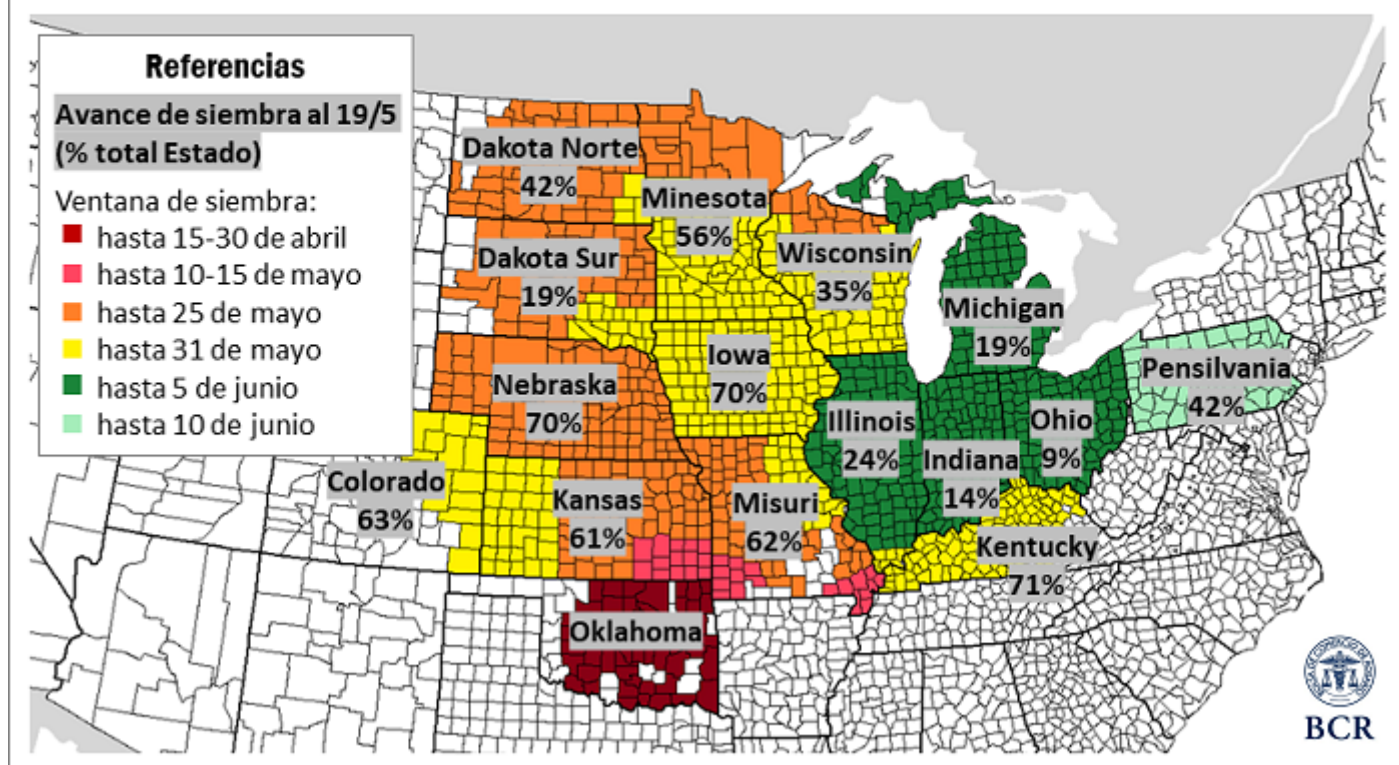 Referencias
Avance de siembra al 19/5
(% total Estado)
Ventana de siembra:
hasta 15-30 de abril
hasta 10-15 de mayo
hasta 25 de mayo
hasta 31 de mayo
hasta 5 de junio
hasta 10 de junio
Dakota Norte
42%
Minesota
56%
Wisconsin
35%
Dakota Sur
19%
Michigan
19%
Iowa
70%
Pensilvania
42%
Nebraska
70%
Illinois
24%
Ohio
9%
Indiana
14%
Colorado
63%
Kansas
61%
Misuri
62%
Kentucky
71%
Oklahoma
BCR